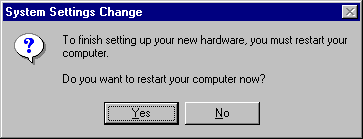 System Settings Change
To finish setting up your new hardware, you must restart your
computer.
Do you want to restart your computer now?
Yes
No